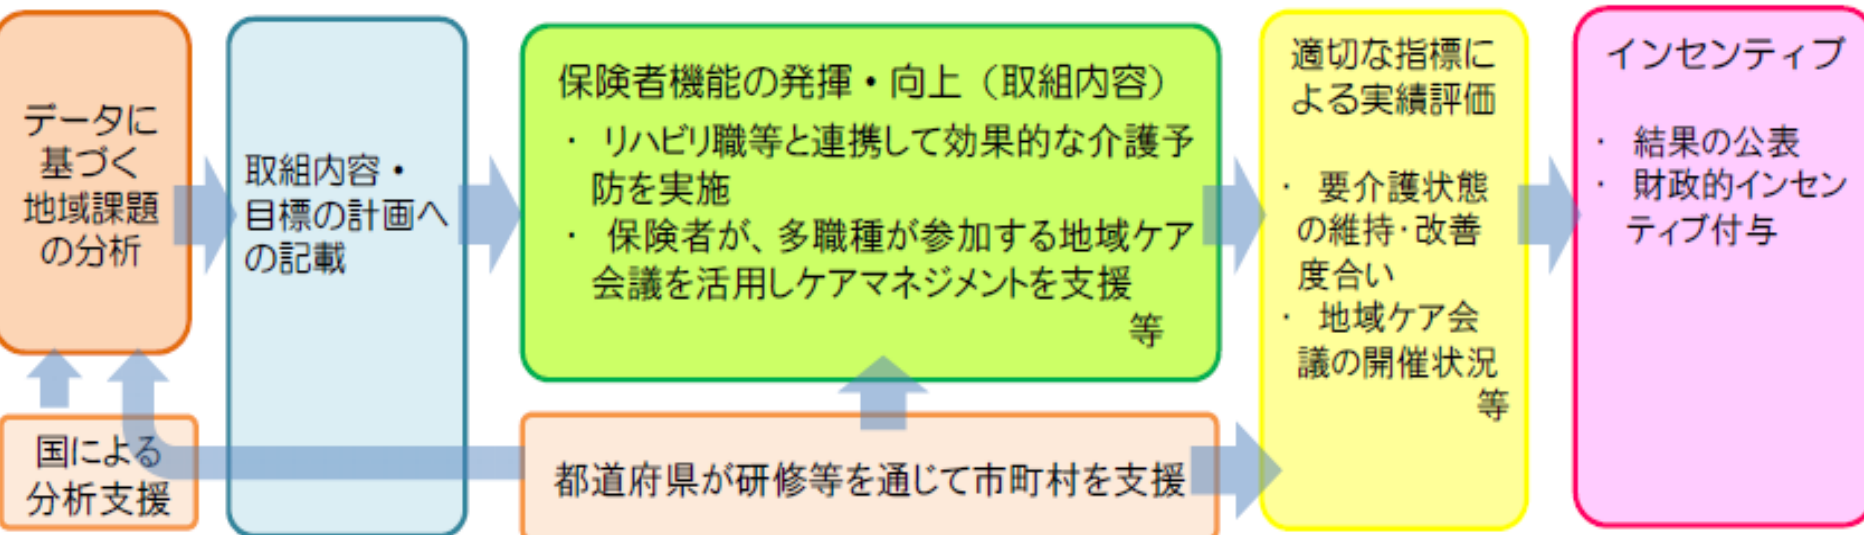 データに
基づく
地域課題
の分析
国による
分析支援
取組内容・
目標の計画へ
の記載
保険者機能の発揮・向上（取組内容）
・ リハビリ職等と連携して効果的な介護予
防を実施
・ 保険者が、多職種が参加する地域ケア
会議を活用しケアマネジメントを支援
等
都道府県が研修等を通じて市町村を支援
適切な指標に
よる実績評価
・ 要介護状態
の維持・改善
度合い
・ 地域ケア会
議の開催状況
等
インセンティブ
・ 結果の公表
・ 財政的インセン
ティブ付与